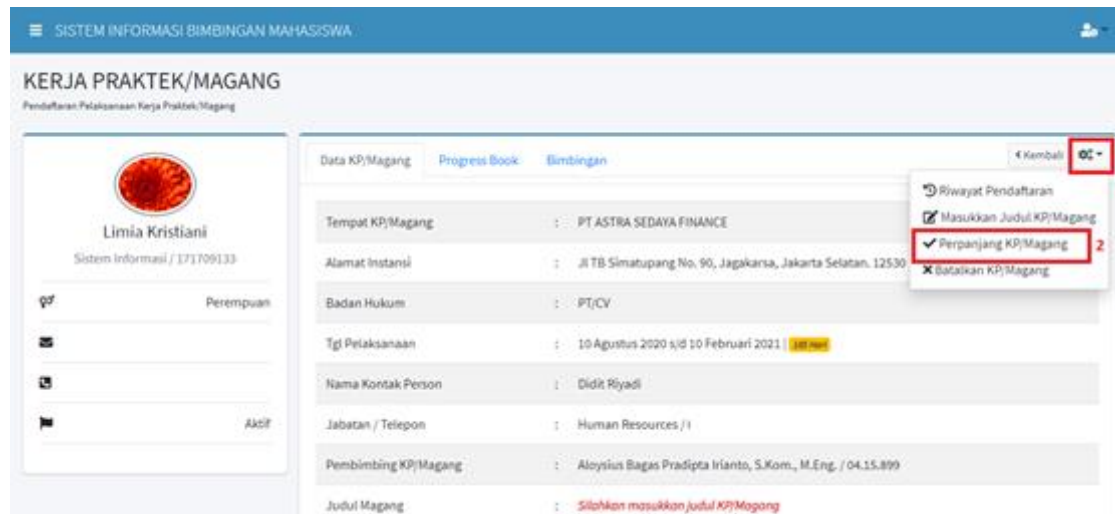 SISTEM INFORMASI BIMBINGAN MAHASISWA
KERJA PRAKTEK/MAGANG
Pendaftaran Pelaksanaan Kerja Praktek/Magang
Limia Kristiani
Sistem Informasi / 171709133
Perempuan
Aktif
Data KP/Magang Progress Book Bimbingan
Kembali
Riwayat Pendaftaran
Masukkan Judul KP/Magang
Perpanjang KP/Magang 2
Batalkan KP/Magang
Tempat KP/Magang : PT ASTRA SEDAYA FINANCE
Alamat Instansi : Jl TB Simatupang No. 90, Jagakarsa, Jakarta Selatan. 12530
Badan Hukum : PT/CV
Tgl Pelaksanaan : 10 Agustus 2020 s/d 10 Februari 2021 | Hari
Nama Kontak Person : Didit Riyadi
Jabatan / Telepon : Human Resources /
Pembimbing KP/Magang : Aloysius Bagas Pradipta Irianto, S.Kom., M.Eng. / 04.15.899
Judul Magang : Silahkan masukkan judul KP/Magang